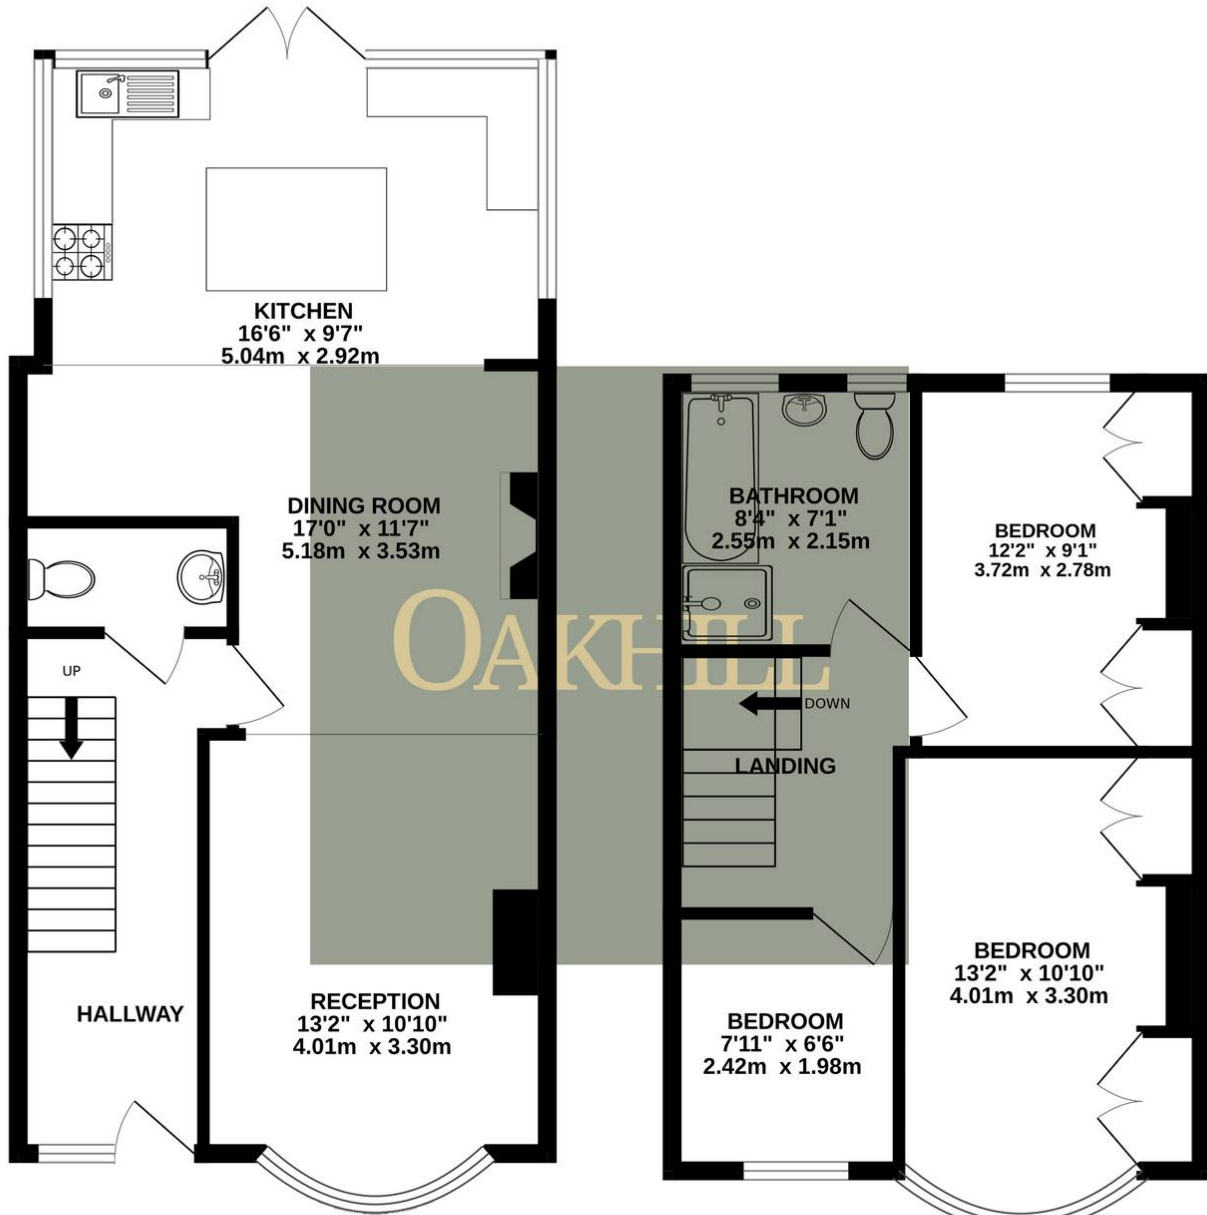 KITCHEN
16'6" x 9'7"
5.04m x 2.92m
DINING ROOM
17'0" x 11'7"
5.18m x 3.53m
UP
HALLWAY
RECEPTION
13'2" x 10'10"
4.01m x 3.30m
OAKHILL
BATHROOM
8'4" x 7'1"
2.55m x 2.15m
BEDROOM
12'2" x 9'1"
3.72m x 2.78m
DOWN
LANDING
BEDROOM
13'2" x 10'10"
4.01m x 3.30m
BEDROOM
7'11" x 6'6"
2.42m x 1.98m